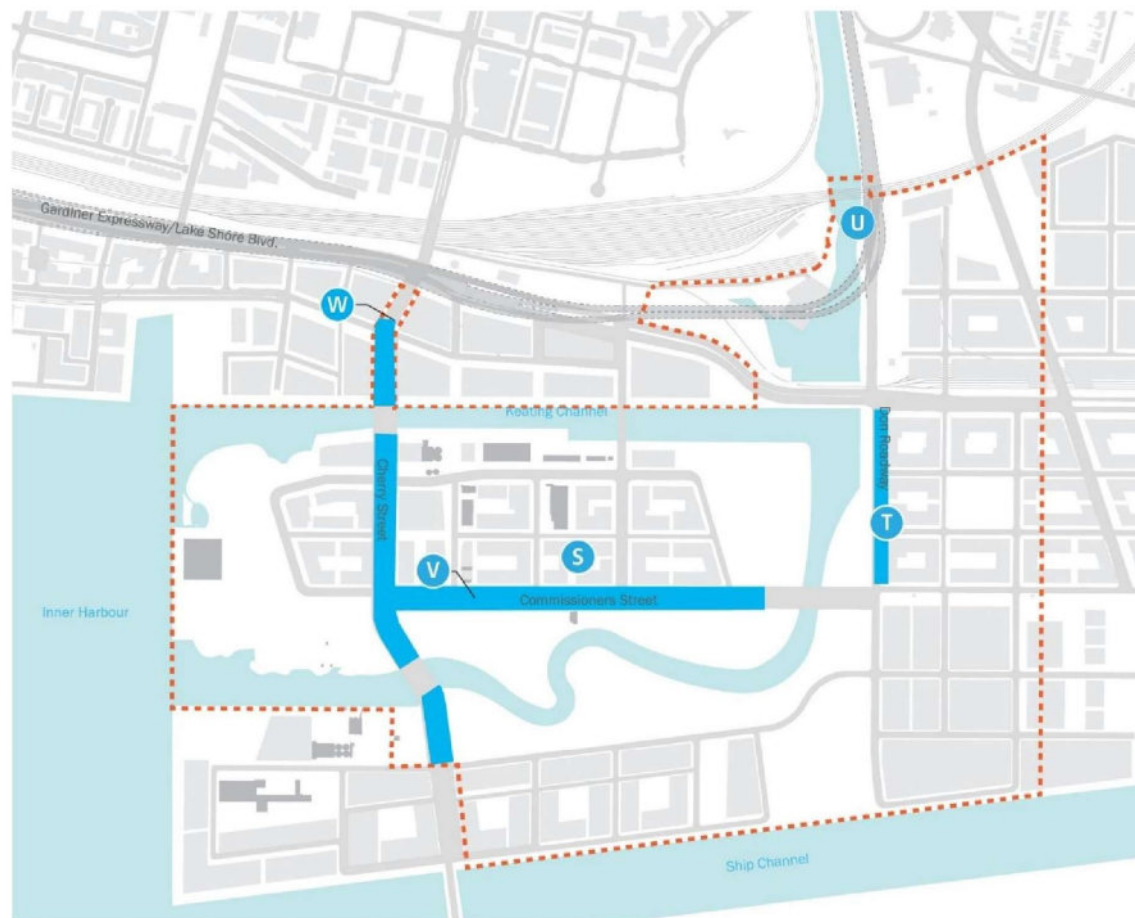 U
Gardiner Expressway/Lake Shore Blvd.
W
Keating Channel
Don Roadway
Cherry Street
T
S
V
Commissioners Street
Inner Harbour
Ship Channel